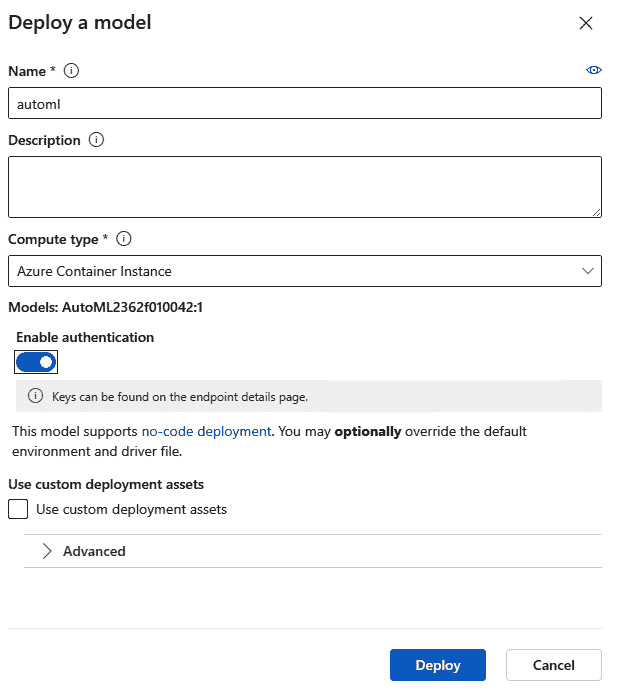 Deploy a model
Name *
automl
Description
Compute type *
Azure Container Instance
Models: AutoML2362f010042:1
Enable authentication
Keys can be found on the endpoint details page.
This model supports no-code deployment. You may optionally override the default
environment and driver file.
Use custom deployment assets
Use custom deployment assets
Advanced
Deploy
Cancel